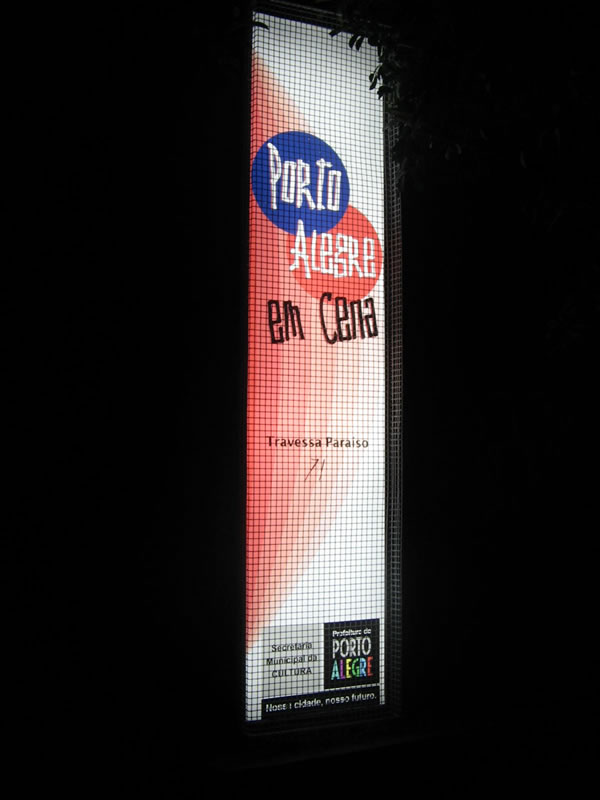 PORTO
ALEGRE
em Cena
Travessa Paraíso
71
Secretaria
Municipal da
CULTURA
Prefeitura de
PORTO
ALEGRE
Nossa cidade, nosso futuro.